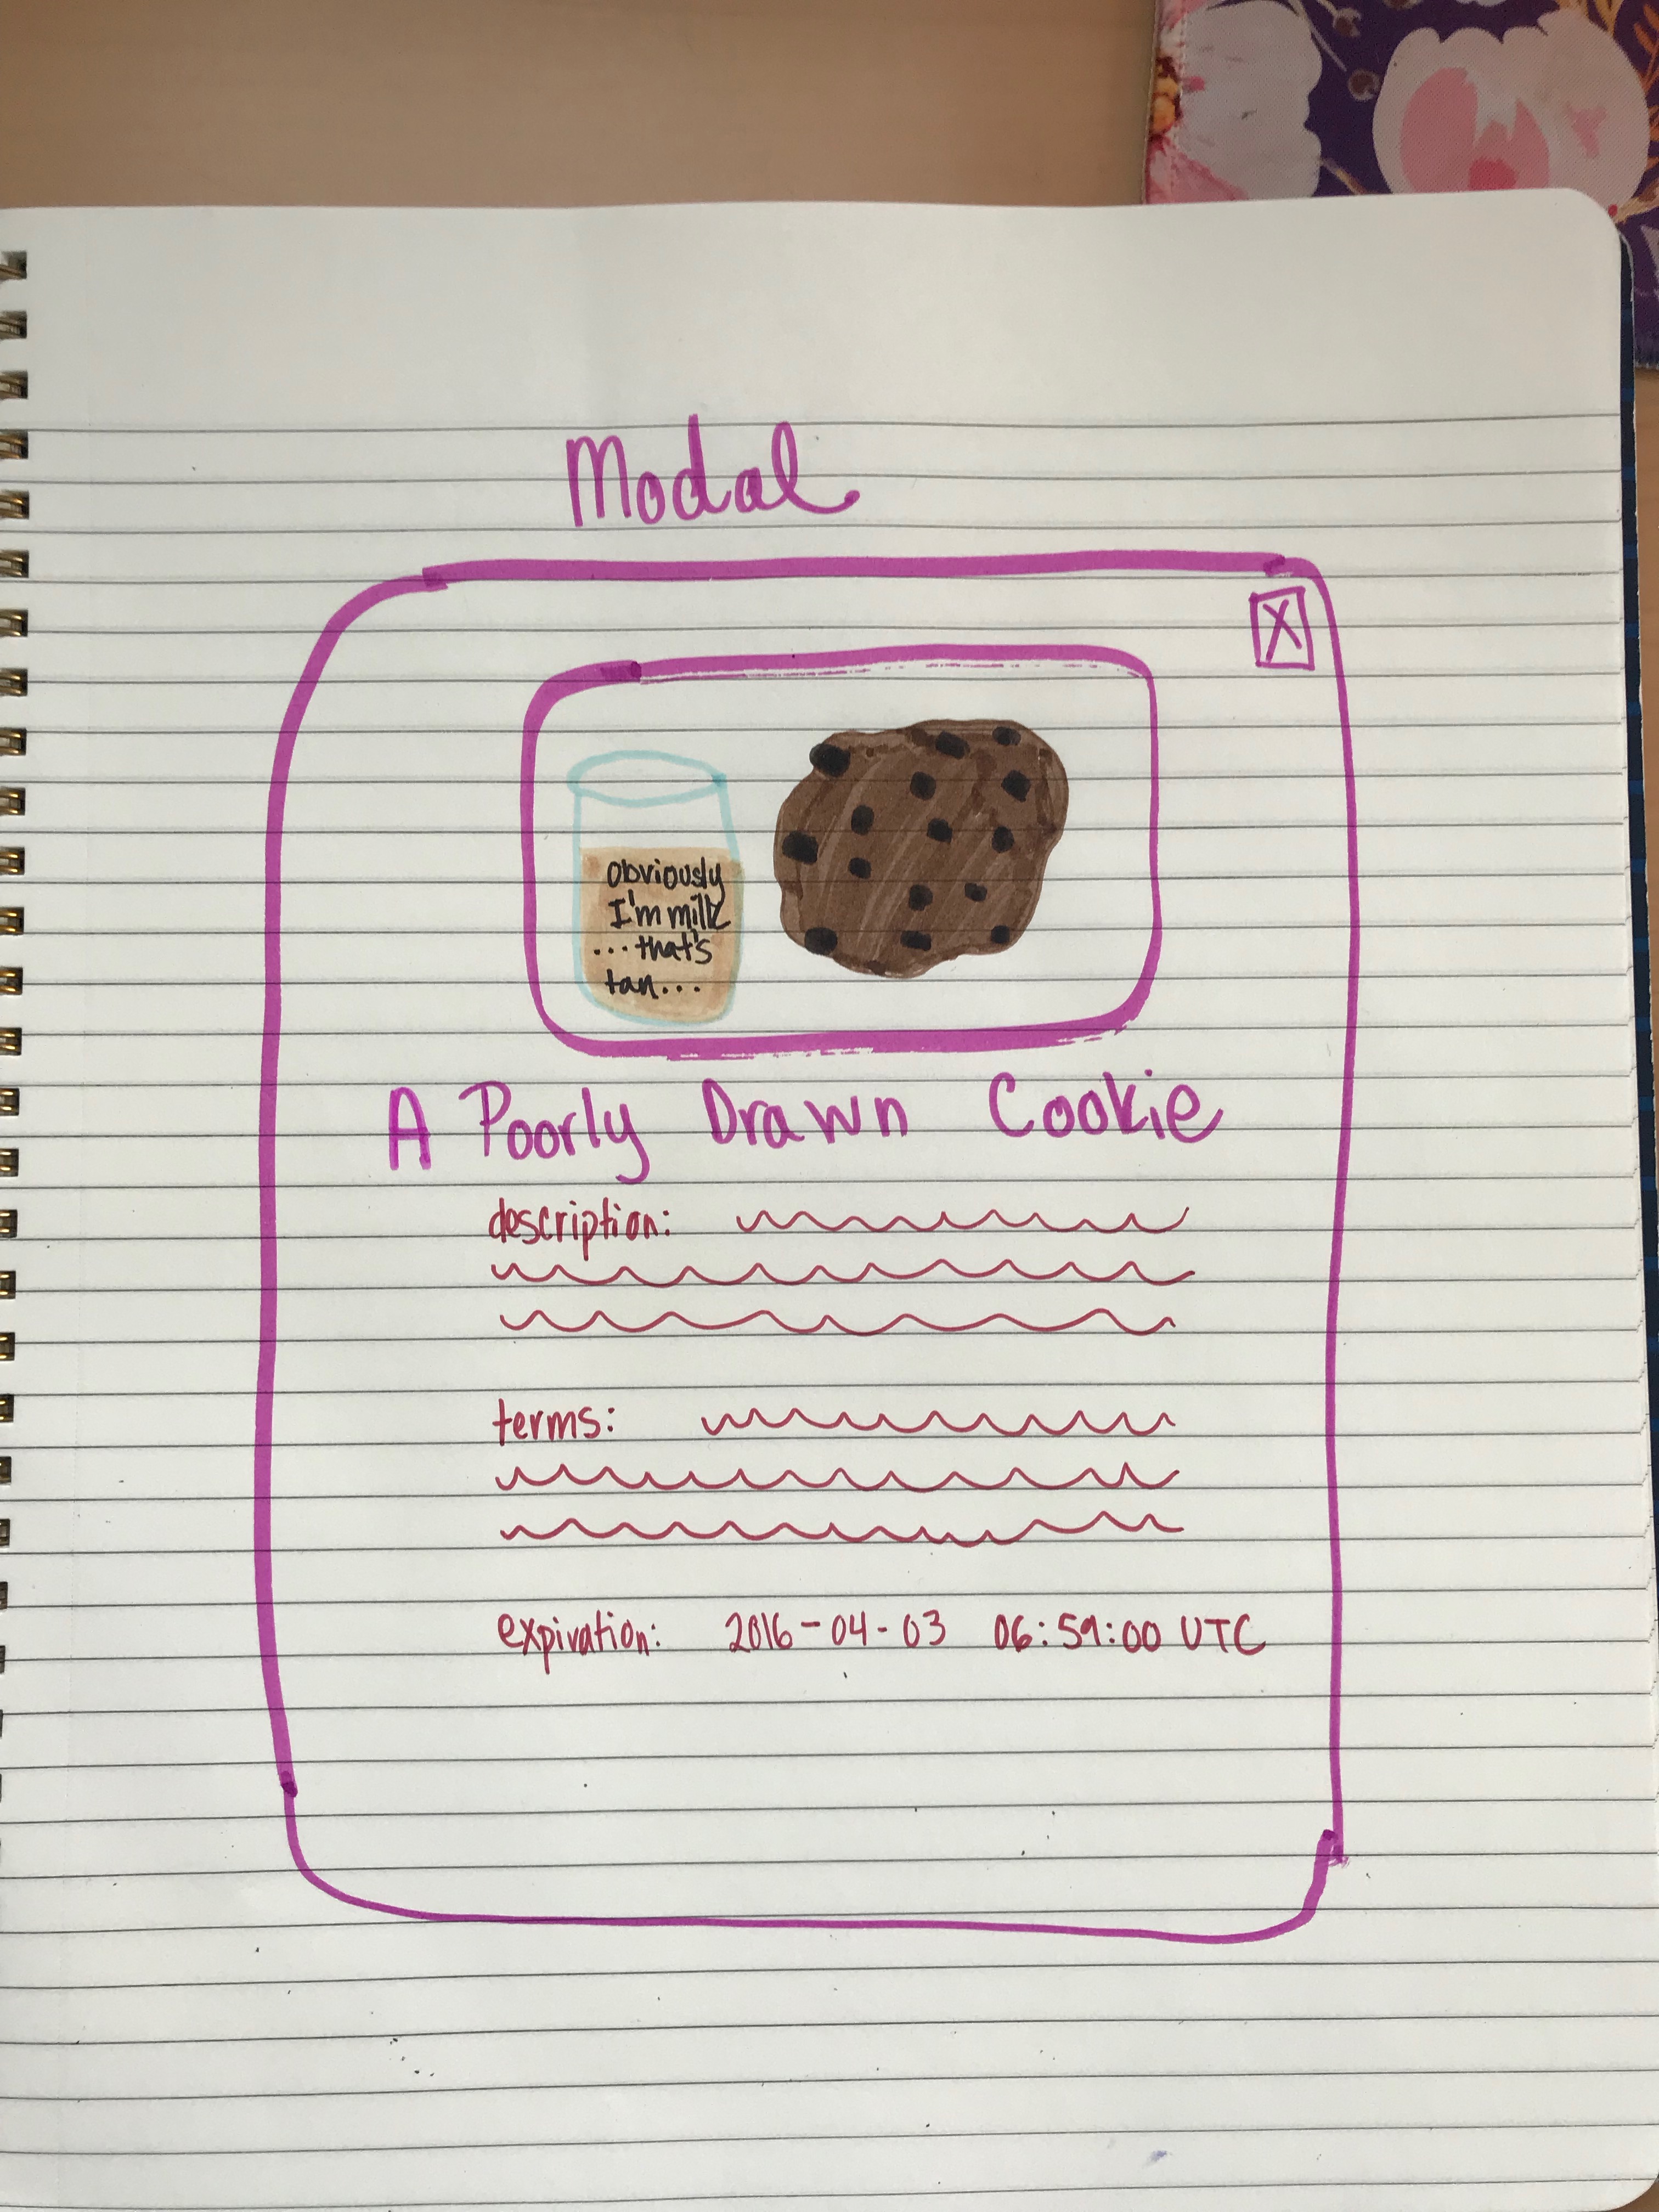 Modal
X
obviously
I'm milk
...that's
tan...
A Poorly Drawn Cookie
description:
terms:
expiration: 2016-04-03 06:59:00 UTC